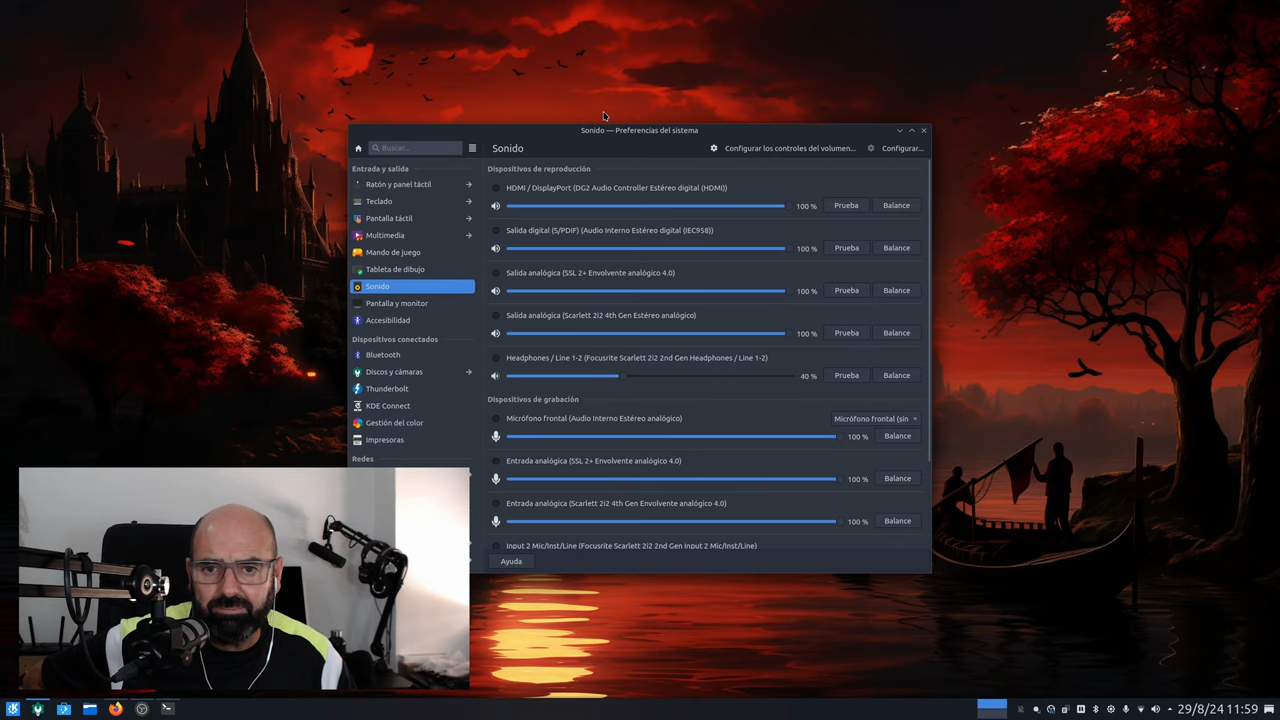 Sonido — Preferencias del sistema
Buscar...
Sonido
Configurar los controles del volumen...
Configurar...
Entrada y salida
Ratón y panel táctil
Teclado
Pantalla táctil
Multimedia
Mando de juego
Tableta de dibujo
Sonido
Pantalla y monitor
Accesibilidad
Dispositivos conectados
Bluetooth
Discos y cámaras
Thunderbolt
KDE Connect
Gestión del color
Impresoras
Redes
Dispositivos de reproducción
HDMI / DisplayPort (DG2 Audio Controller Estéreo digital (HDMI))
100 % Prueba Balance
Salida digital (S/PDIF) (Audio Interno Estéreo digital (IEC958))
100 % Prueba Balance
Salida analógica (SSL 2+ Envolvente analógico 4.0)
100 % Prueba Balance
Salida analógica (Scarlett 2i2 4th Gen Estéreo analógico)
100 % Prueba Balance
Headphones / Line 1-2 (Focusrite Scarlett 2i2 2nd Gen Headphones / Line 1-2)
40 % Prueba Balance
Dispositivos de grabación
Micrófono frontal (Audio Interno Estéreo analógico)
Micrófono frontal (sin
100 % Balance
Entrada analógica (SSL 2+ Envolvente analógico 4.0)
100 % Balance
Entrada analógica (Scarlett 2i2 4th Gen Envolvente analógico 4.0)
100 % Balance
Input 2 Mic/Inst/Line (Focusrite Scarlett 2i2 2nd Gen Input 2 Mic/Inst/Line)
Ayuda
29/8/24 11:59